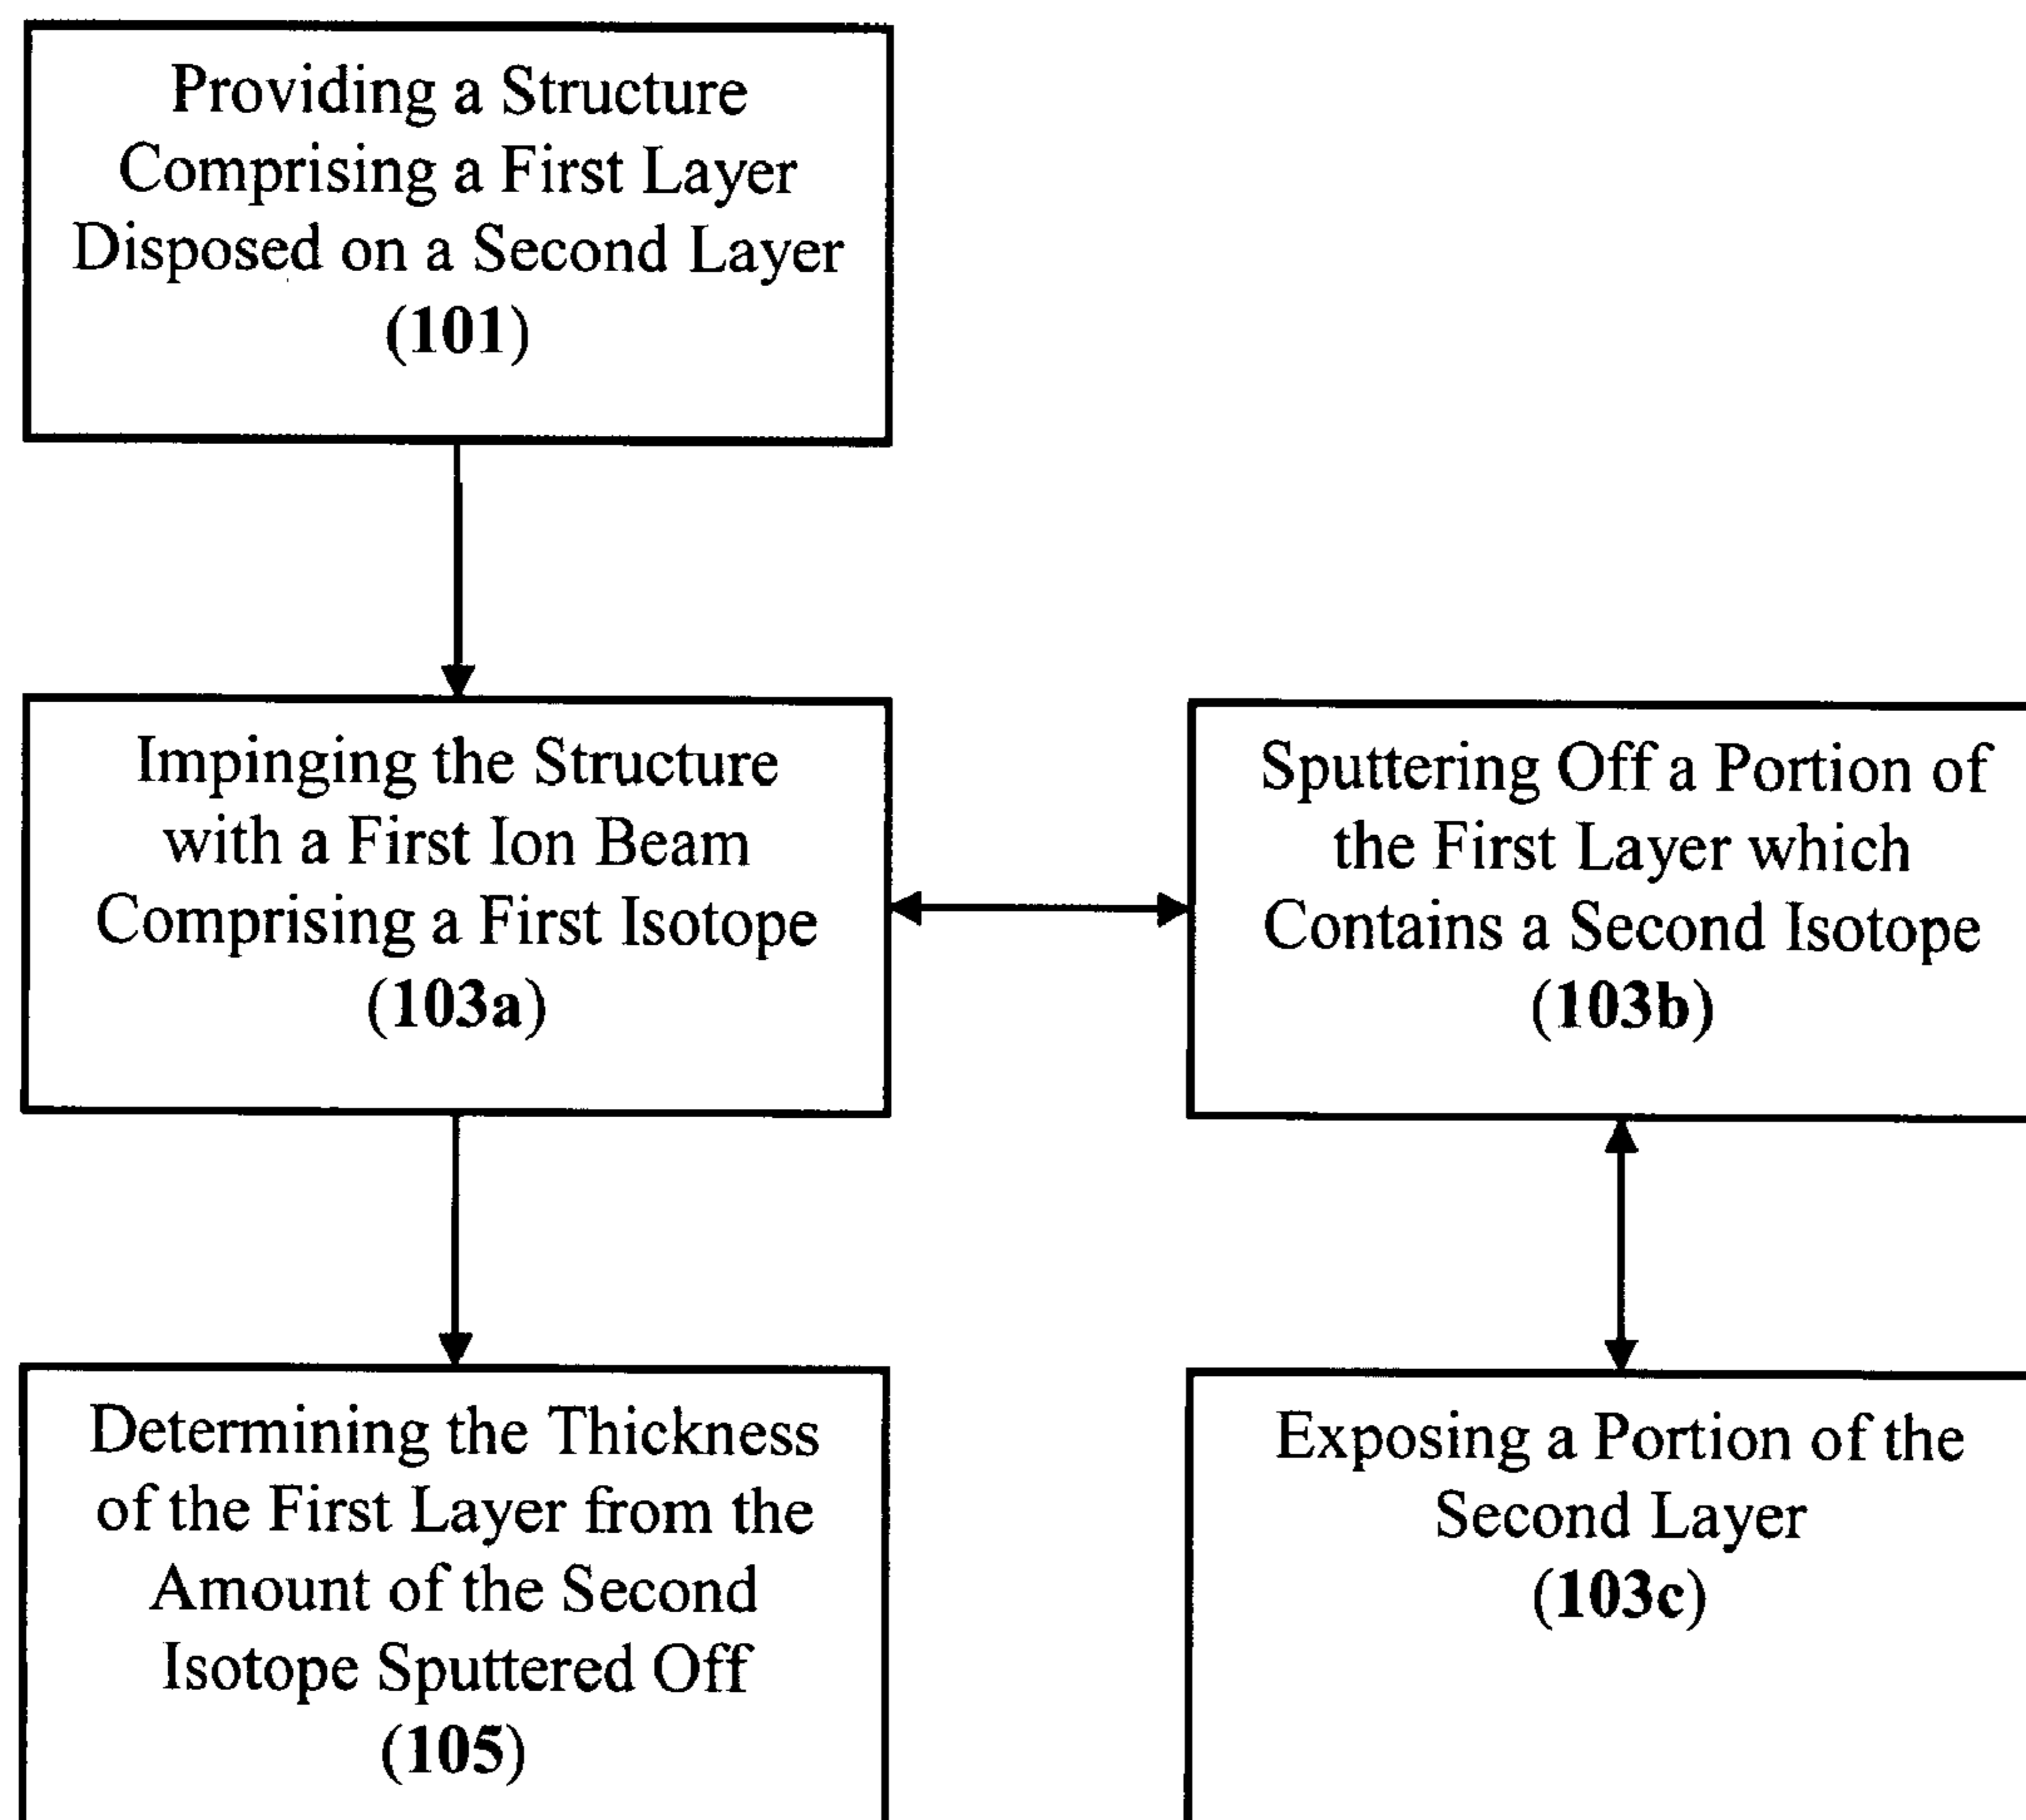 Providing a Structure
Comprising a First Layer
Disposed on a Second Layer
(101)
Impinging the Structure
with a First Ion Beam
Comprising a First Isotope
(103a)
Sputtering Off a Portion of
the First Layer which
Contains a Second Isotope
(103b)
Determining the Thickness
of the First Layer from the
Amount of the Second
Isotope Sputtered Off
(105)
Exposing a Portion of the
Second Layer
(103c)